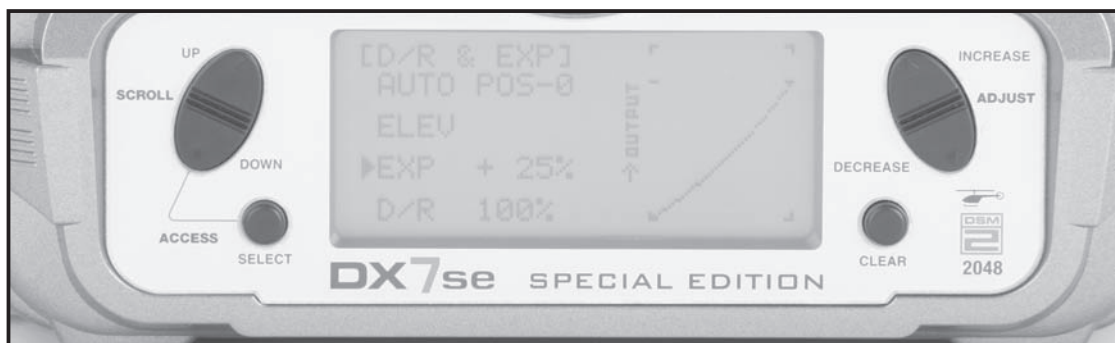 UP
SCROLL
DOWN
ACCESS
SELECT
[D/R & EXP]
AUTO POS-0
ELEV
▶EXP + 25%
D/R 100%
→ OUTPUT
INCREASE
ADJUST
DECREASE
CLEAR
DSM
2
2048
DX7se SPECIAL EDITION